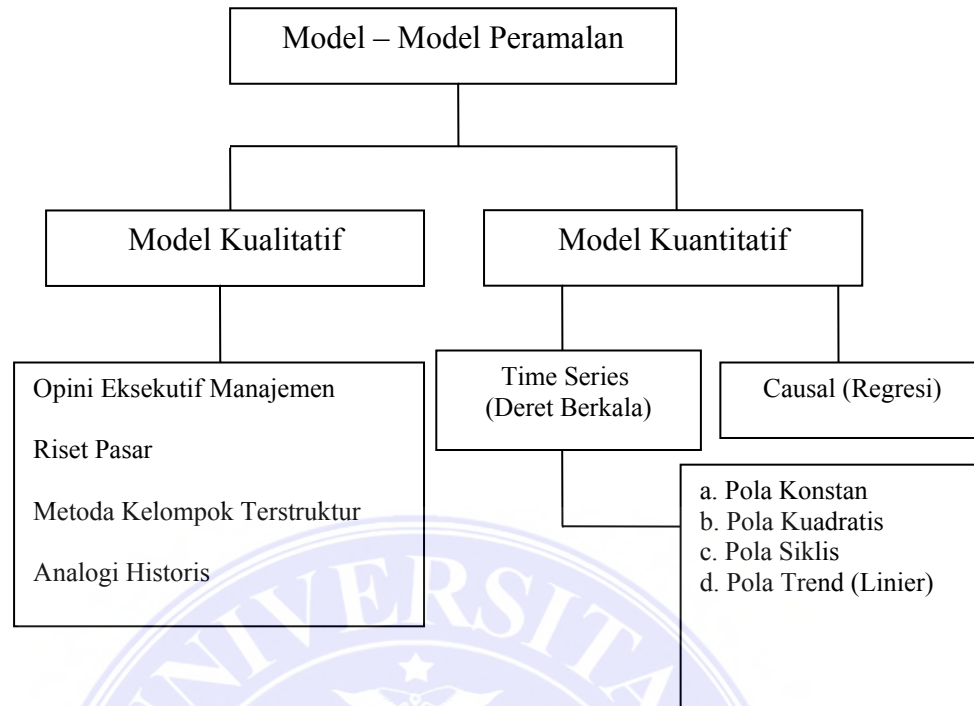 Model – Model Peramalan
Model Kualitatif
Model Kuantitatif
Opini Eksekutif Manajemen
Riset Pasar
Metoda Kelompok Terstruktur
Analogi Historis
Time Series
(Deret Berkala)
Causal (Regresi)
a. Pola Konstan
b. Pola Kuadratis
c. Pola Siklis
d. Pola Trend (Linier)
UNIVERSITA